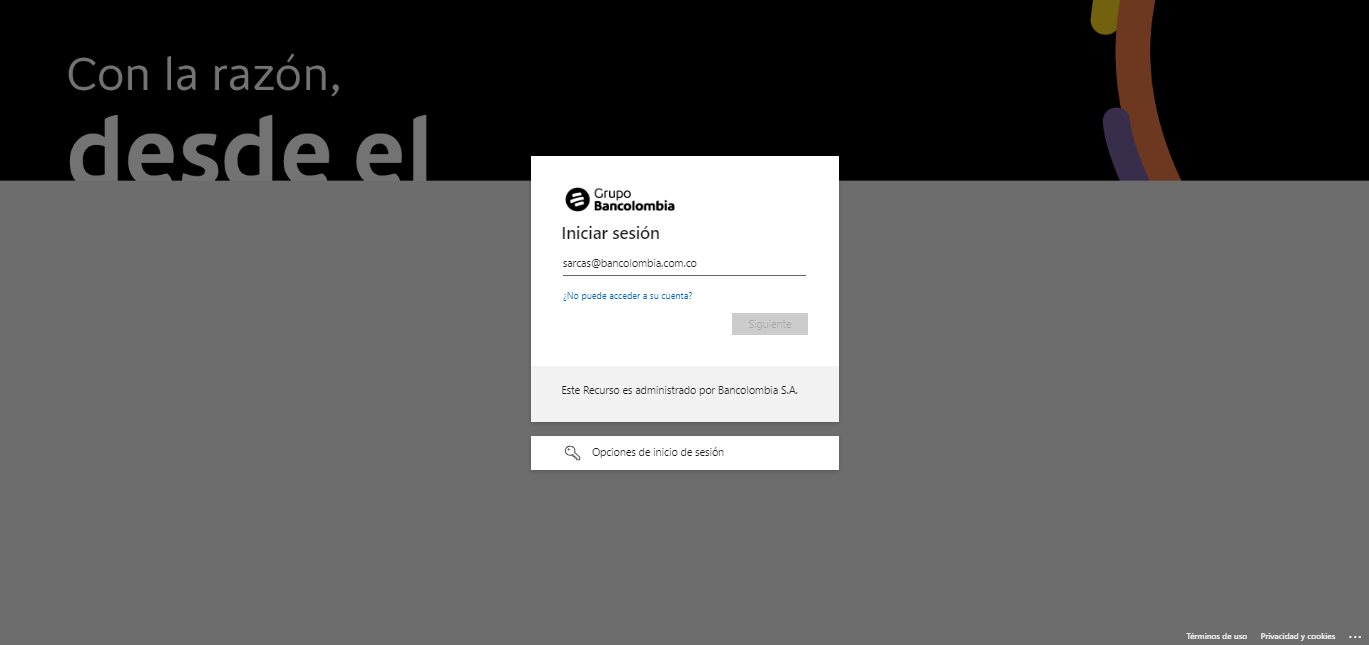 Con la razón,
desde el
Grupo
Bancolombia
Iniciar sesión
sarcas@bancolombia.com.co
¿No puede acceder a su cuenta?
Siguiente
Este Recurso es administrado por Bancolombia S.A.
Opciones de inicio de sesión
Términos de uso Privacidad y cookies ...